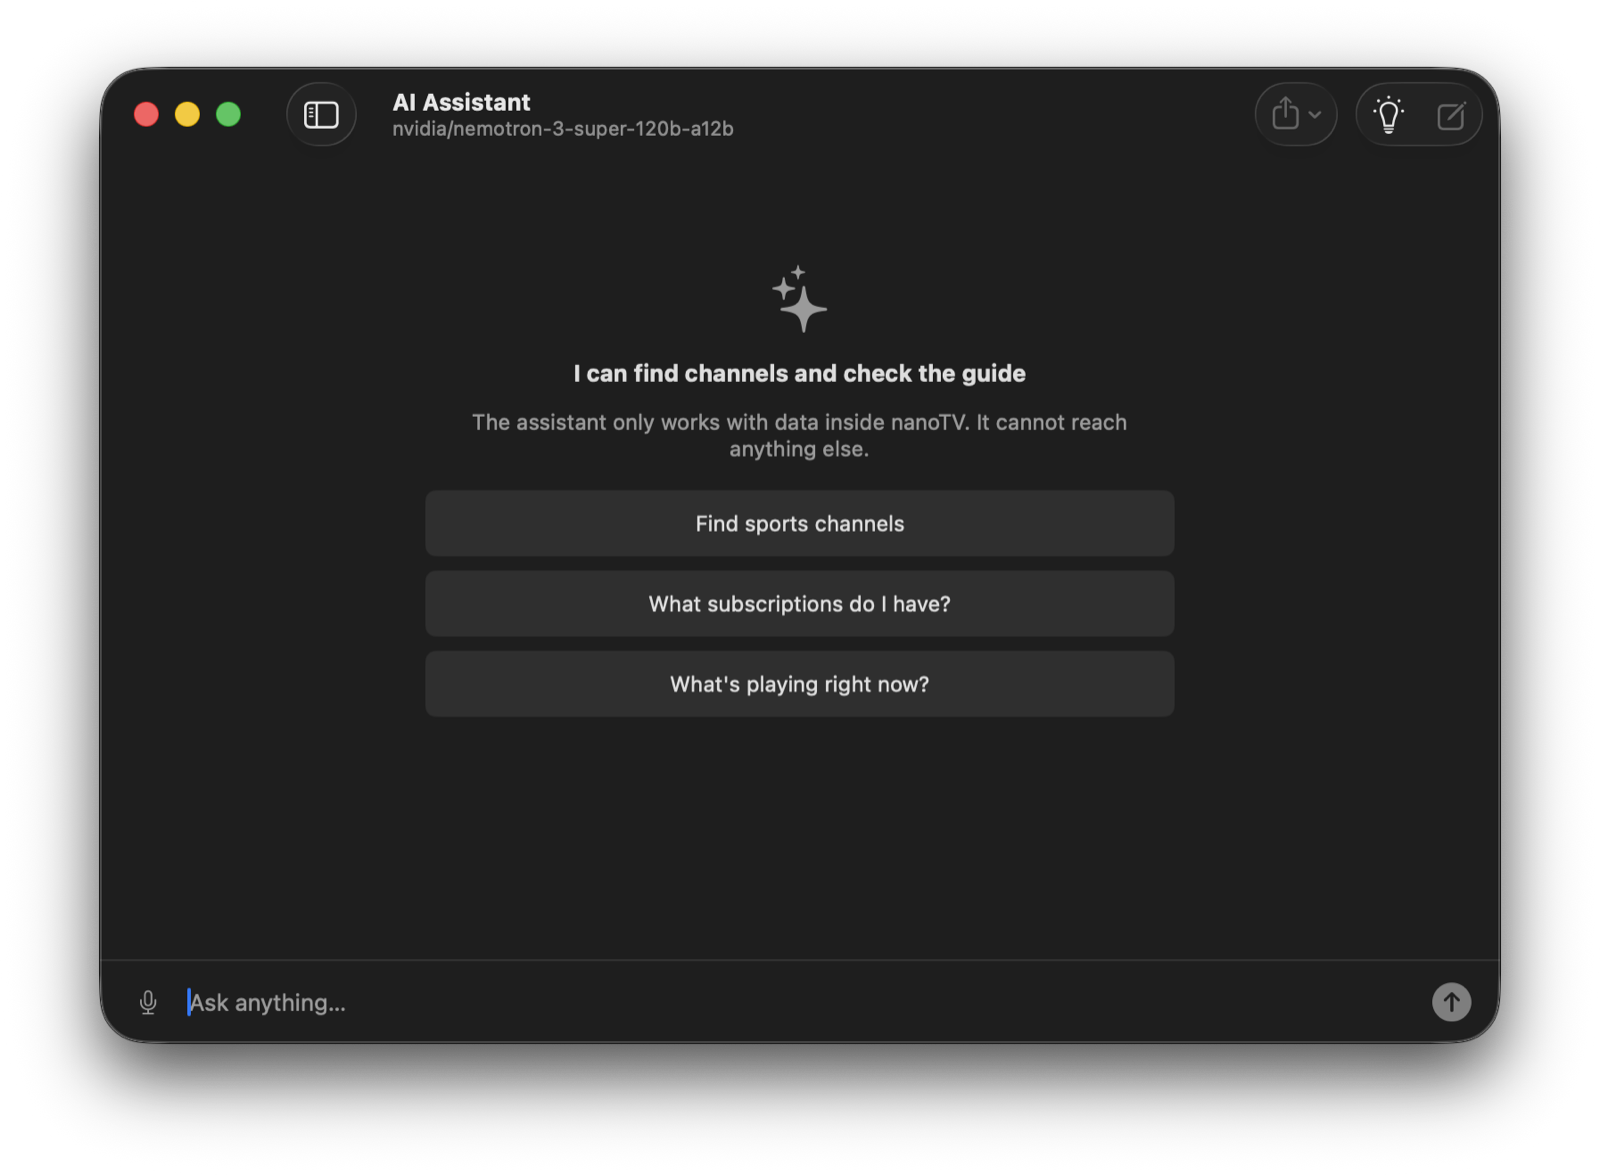 AI Assistant
nvidia/nemotron-3-super-120b-a12b
I can find channels and check the guide
The assistant only works with data inside nanoTV. It cannot reach
anything else.
Find sports channels
What subscriptions do I have?
What's playing right now?
Ask anything...